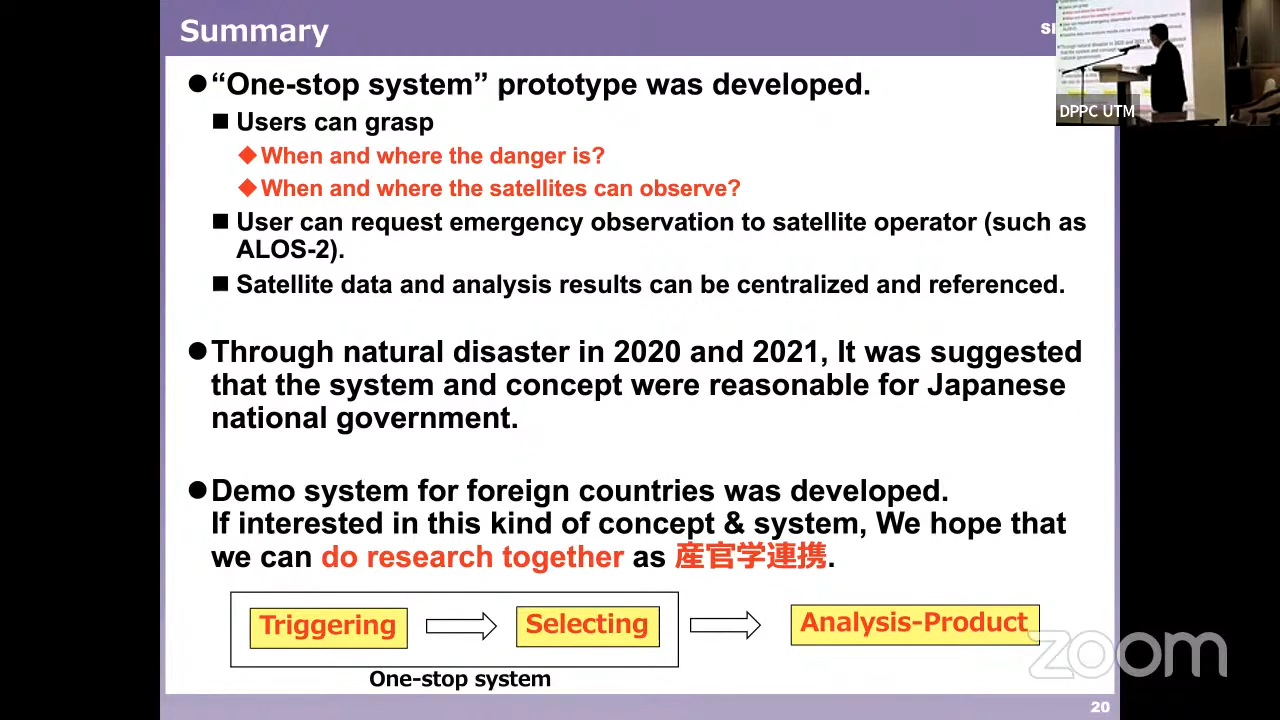 Summary
DPPC UTM
●“One-stop system” prototype was developed.
■ Users can grasp
◆When and where the danger is?
◆When and where the satellites can observe?
■ User can request emergency observation to satellite operator (such as
ALOS-2).
■ Satellite data and analysis results can be centralized and referenced.
●Through natural disaster in 2020 and 2021, It was suggested
that the system and concept were reasonable for Japanese
national government.
●Demo system for foreign countries was developed.
If interested in this kind of concept & system, We hope that
we can do research together as 産官学連携.
Triggering
Selecting
Analysis-Product
One-stop system
zoom
20